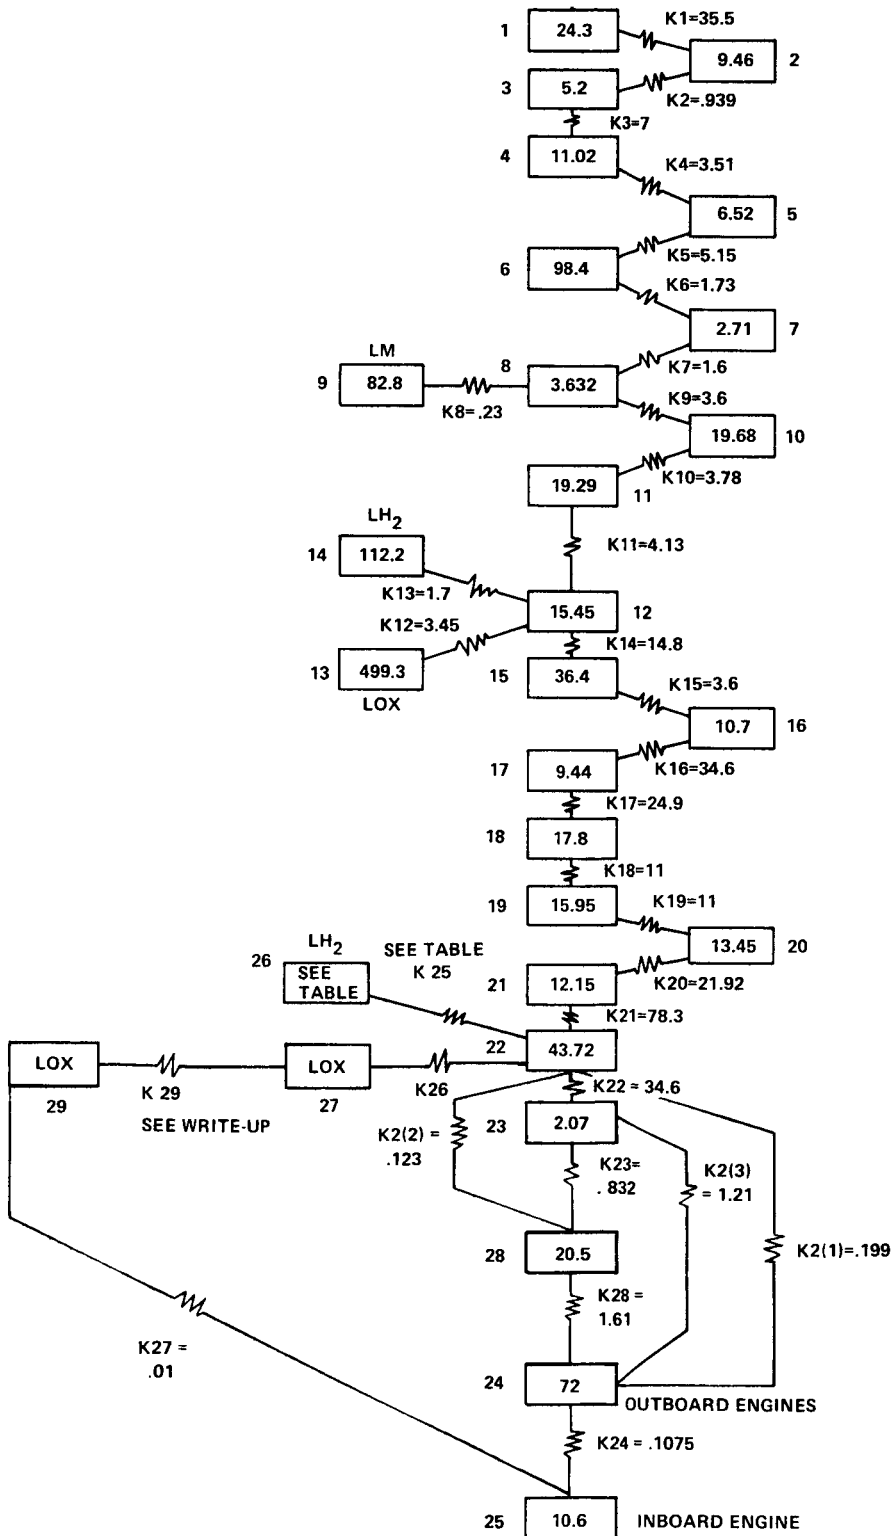 1 24.3 K1=35.5
9.46 2
3 5.2 K2=.939
K3=7
4 11.02 K4=3.51
6.52 5
K5=5.15
6 98.4 K6=1.73
2.71 7
LM
8 K7=1.6
9 82.8 3.632
K8=.23 K9=3.6
19.68 10
19.29 K10=3.78
11
LH2
14 112.2 K11=4.13
K13=1.7
15.45 12
K12=3.45
K14=14.8
13 499.3 15 36.4 K15=3.6
LOX
10.7 16
17 9.44 K16=34.6
K17=24.9
18 17.8
K18=11
19 15.95 K19=11
13.45 20
LH2 SEE TABLE
26 SEE K 25
TABLE 21 12.15 K20=21.92
K21=78.3
22 43.72
LOX LOX
K 29 K26 K22 = 34.6
29 27
SEE WRITE-UP
K2(2) =
.123
23 2.07
K23=
.832
K2(3)
= 1.21
28 20.5 K2(1)=.199
K28 =
1.61
K27 =
.01
24 72
OUTBOARD ENGINES
K24 = .1075
25 10.6 INBOARD ENGINE